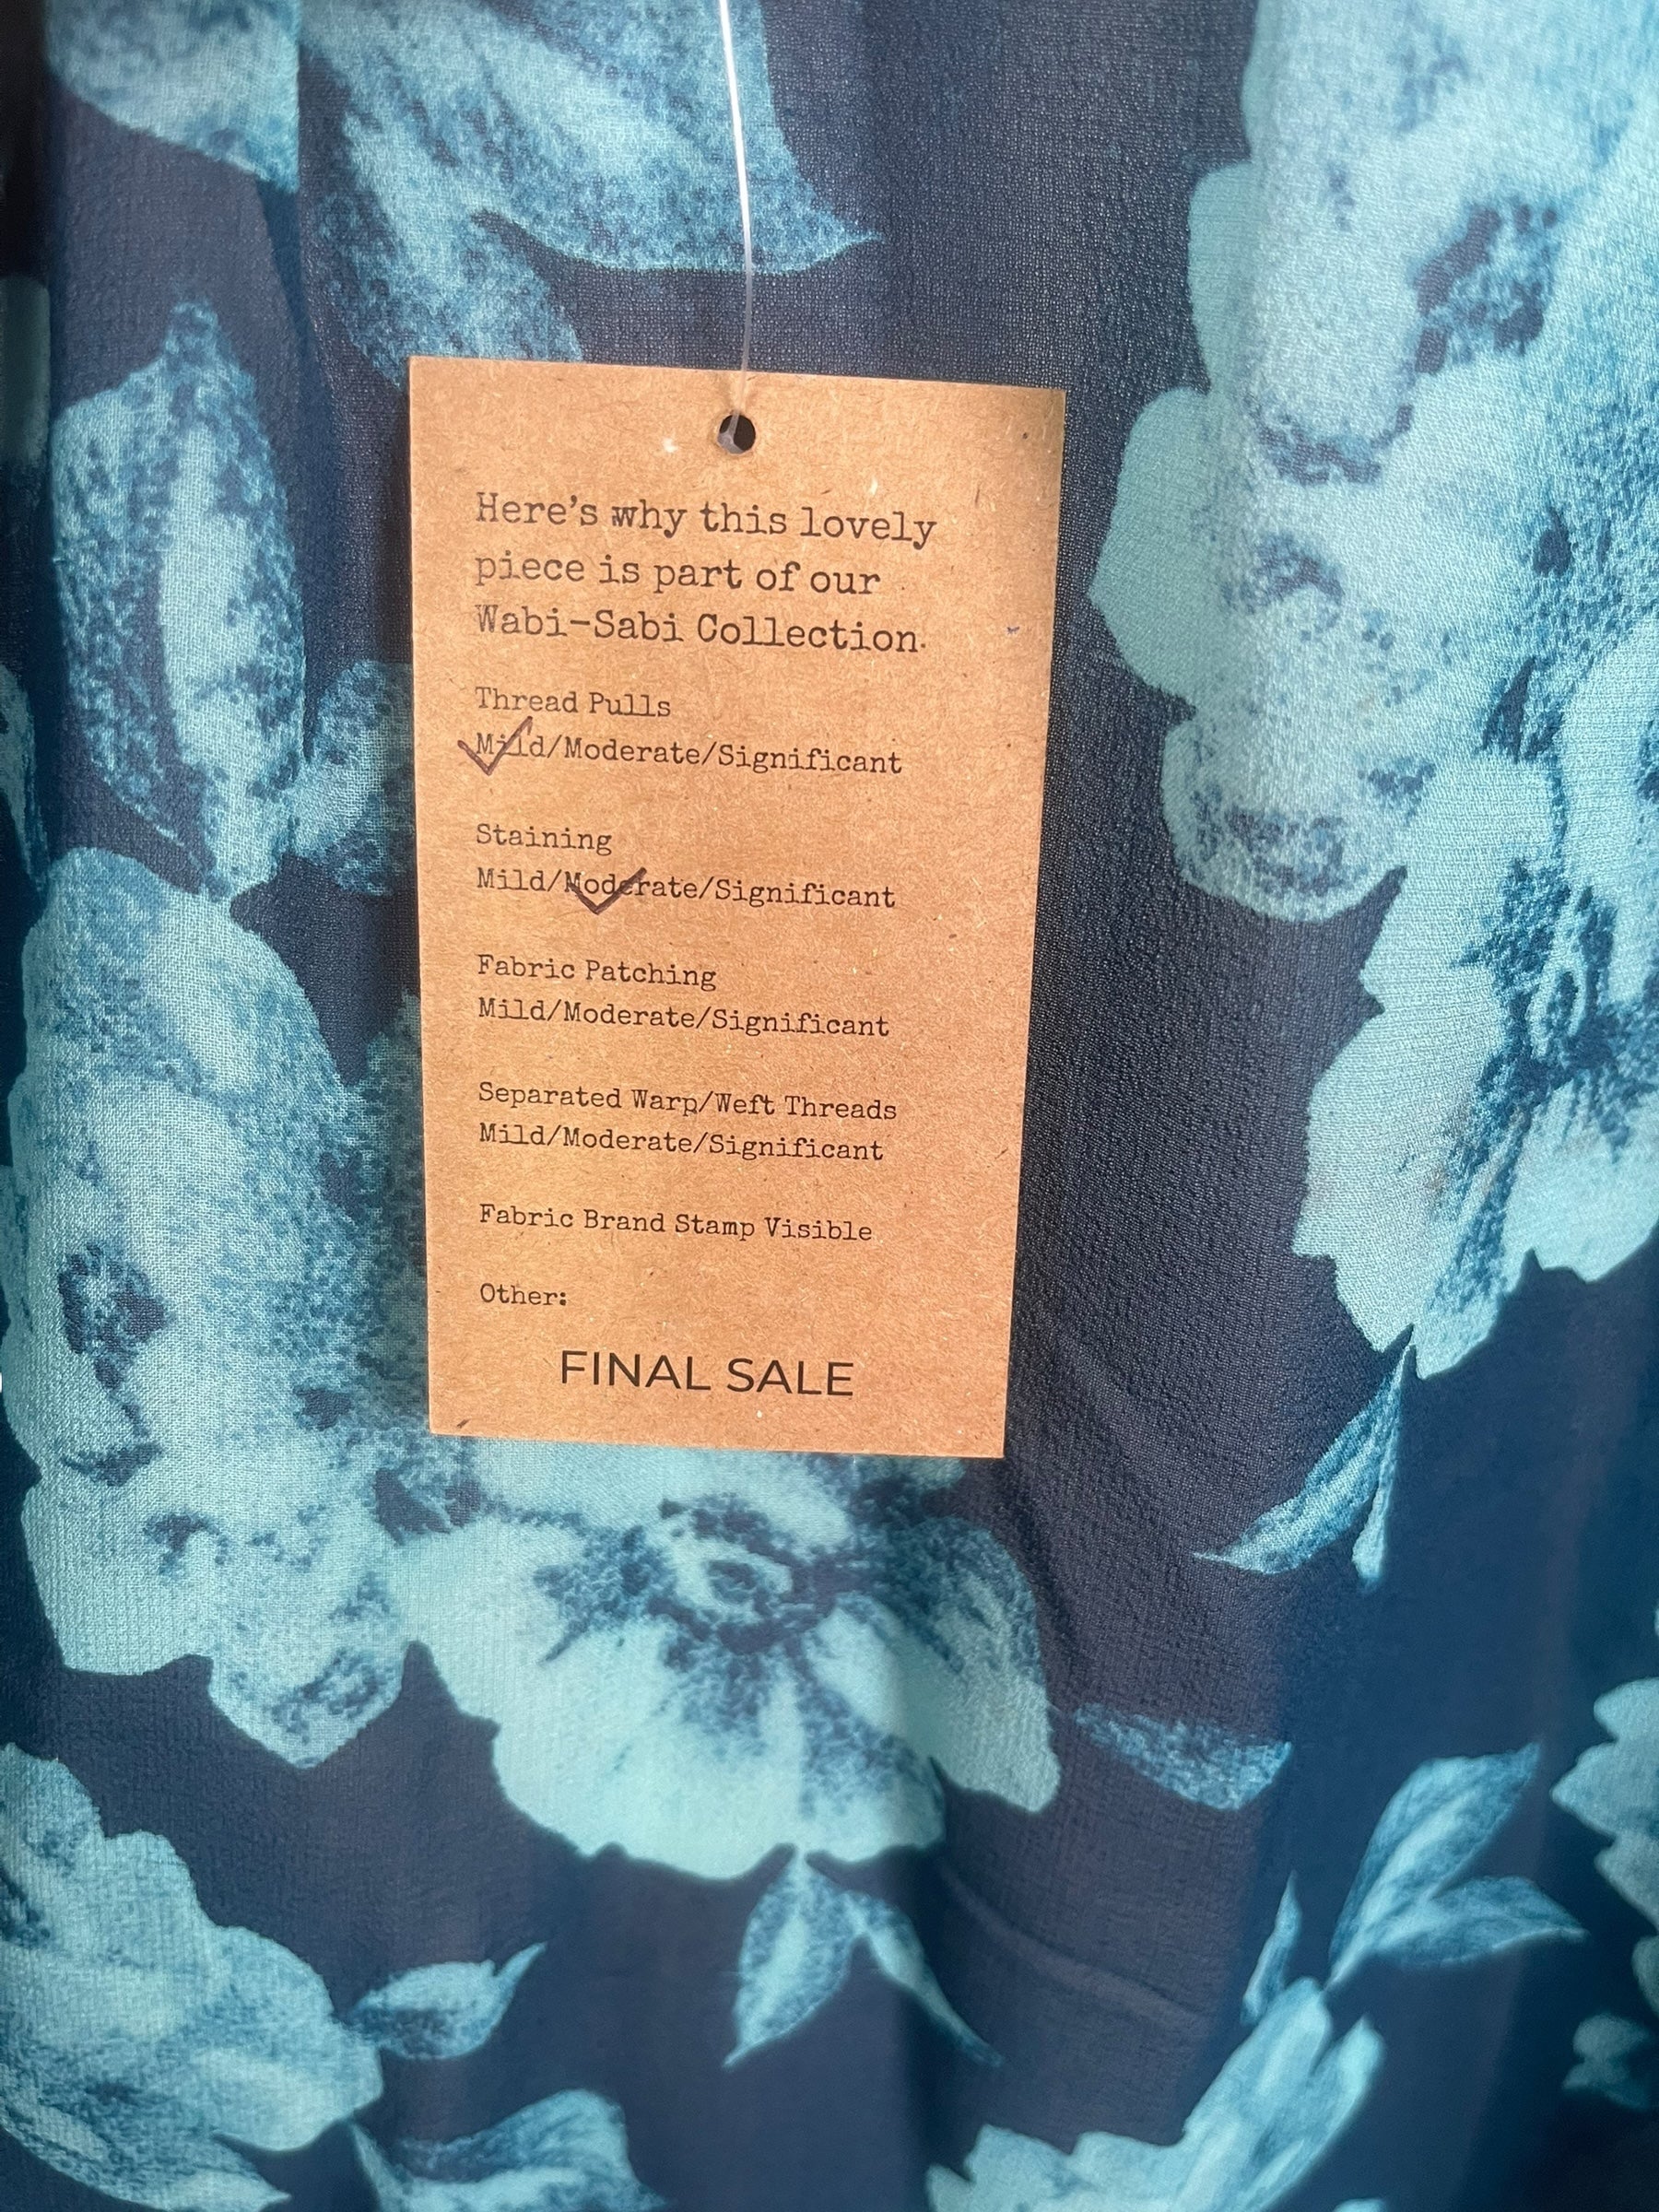 Here's why this lovely
piece is part of our
Wabi-Sabi Collection.
Thread Pulls
Mild/Moderate/Significant
Staining
Mild/Moderate/Significant
Fabric Patching
Mild/Moderate/Significant
Separated Warp/Weft Threads
Mild/Moderate/Significant
Fabric Brand Stamp Visible
Other:
FINAL SALE